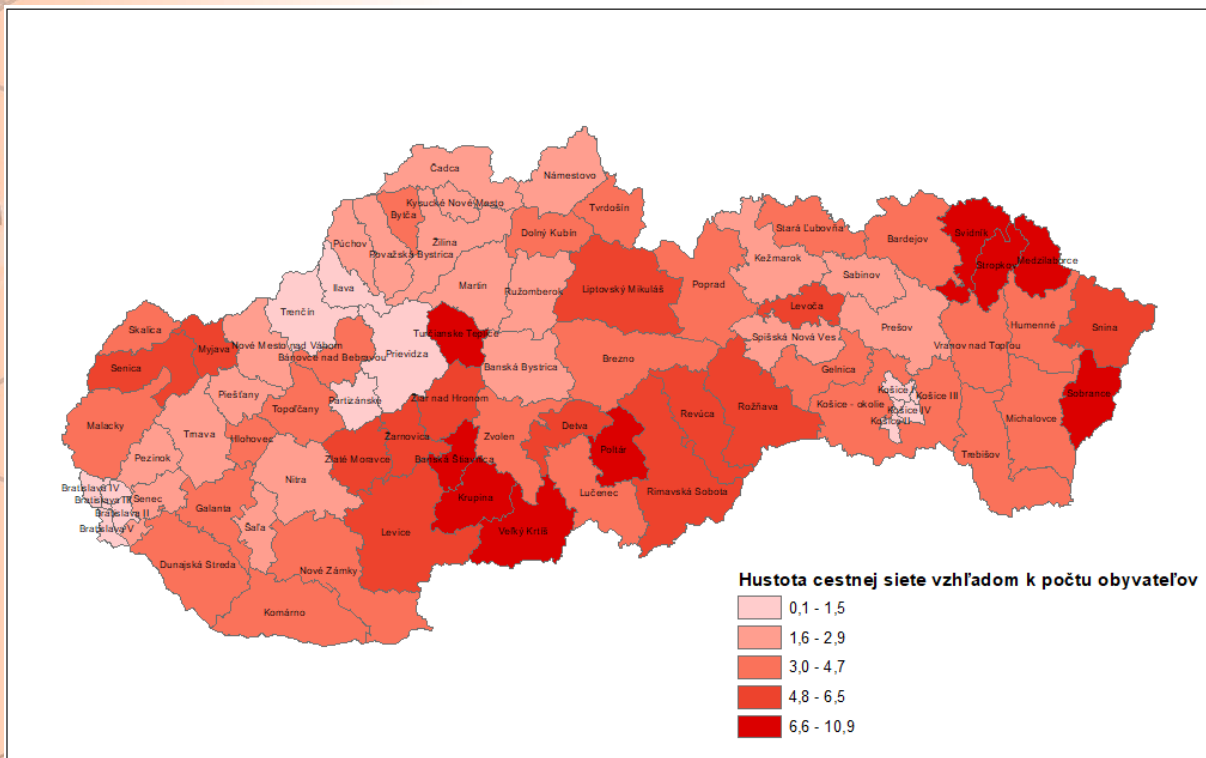 Čadca
Námestovo
Kysucké Nové Mesto
Bytča
Tvrdošín
Dolný Kubín
Púchov
Žilina
Považská Bystrica
Stará Ľubovňa
Svidník
Bardejov
Stropkov
Medzilaborce
Kežmarok
Sabinov
Poprad
Ilava
Martin
Ružomberok
Liptovský Mikuláš
Levoča
Trenčín
Prešov
Humenné
Snina
Skalica
Myjava
Nové Mesto nad Váhom
Turčianske Teplice
Spišská Nová Ves
Vranov nad Topľou
Bánovce nad Bebravou
Prievidza
Brezno
Senica
Banská Bystrica
Gelnica
Piešťany
Partizánske
Žiar nad Hronom
Košice I
Košice III
Košice - okolie
Košice IV
Košice II
Sobrance
Topoľčany
Rožňava
Revúca
Michalovce
Malacky
Trnava
Hlohovec
Žarnovica
Zvolen
Detva
Poltár
Pezinok
Zlaté Moravce
Banská Štiavnica
Trebišov
Nitra
Bratislava IV
Bratislava III
Senec
Bratislava II
Galanta
Krupina
Lučenec
Rimavská Sobota
Bratislava V
Šaľa
Levice
Veľký Krtíš
Dunajská Streda
Nové Zámky
Komárno
Hustota cestnej siete vzhľadom k počtu obyvateľov
0,1 - 1,5
1,6 - 2,9
3,0 - 4,7
4,8 - 6,5
6,6 - 10,9